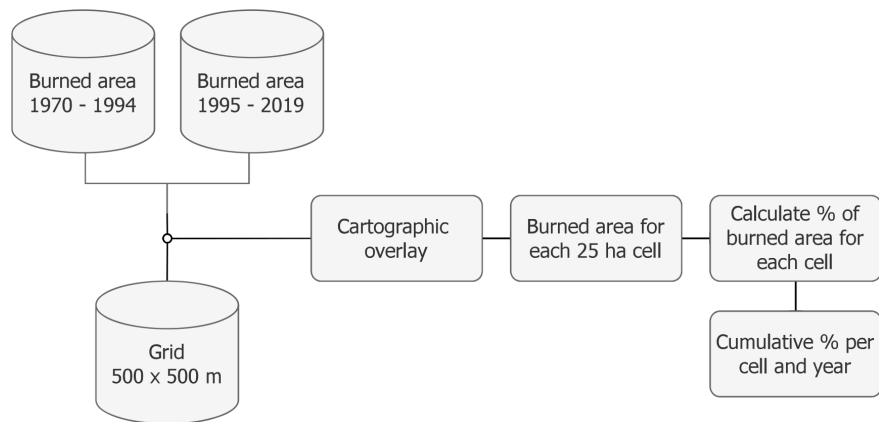 Burned area
1970 - 1994
Burned area
1995 - 2019
Cartographic
overlay
Burned area for
each 25 ha cell
Calculate % of
burned area for
each cell
Grid
500 x 500 m
Cumulative % per
cell and year